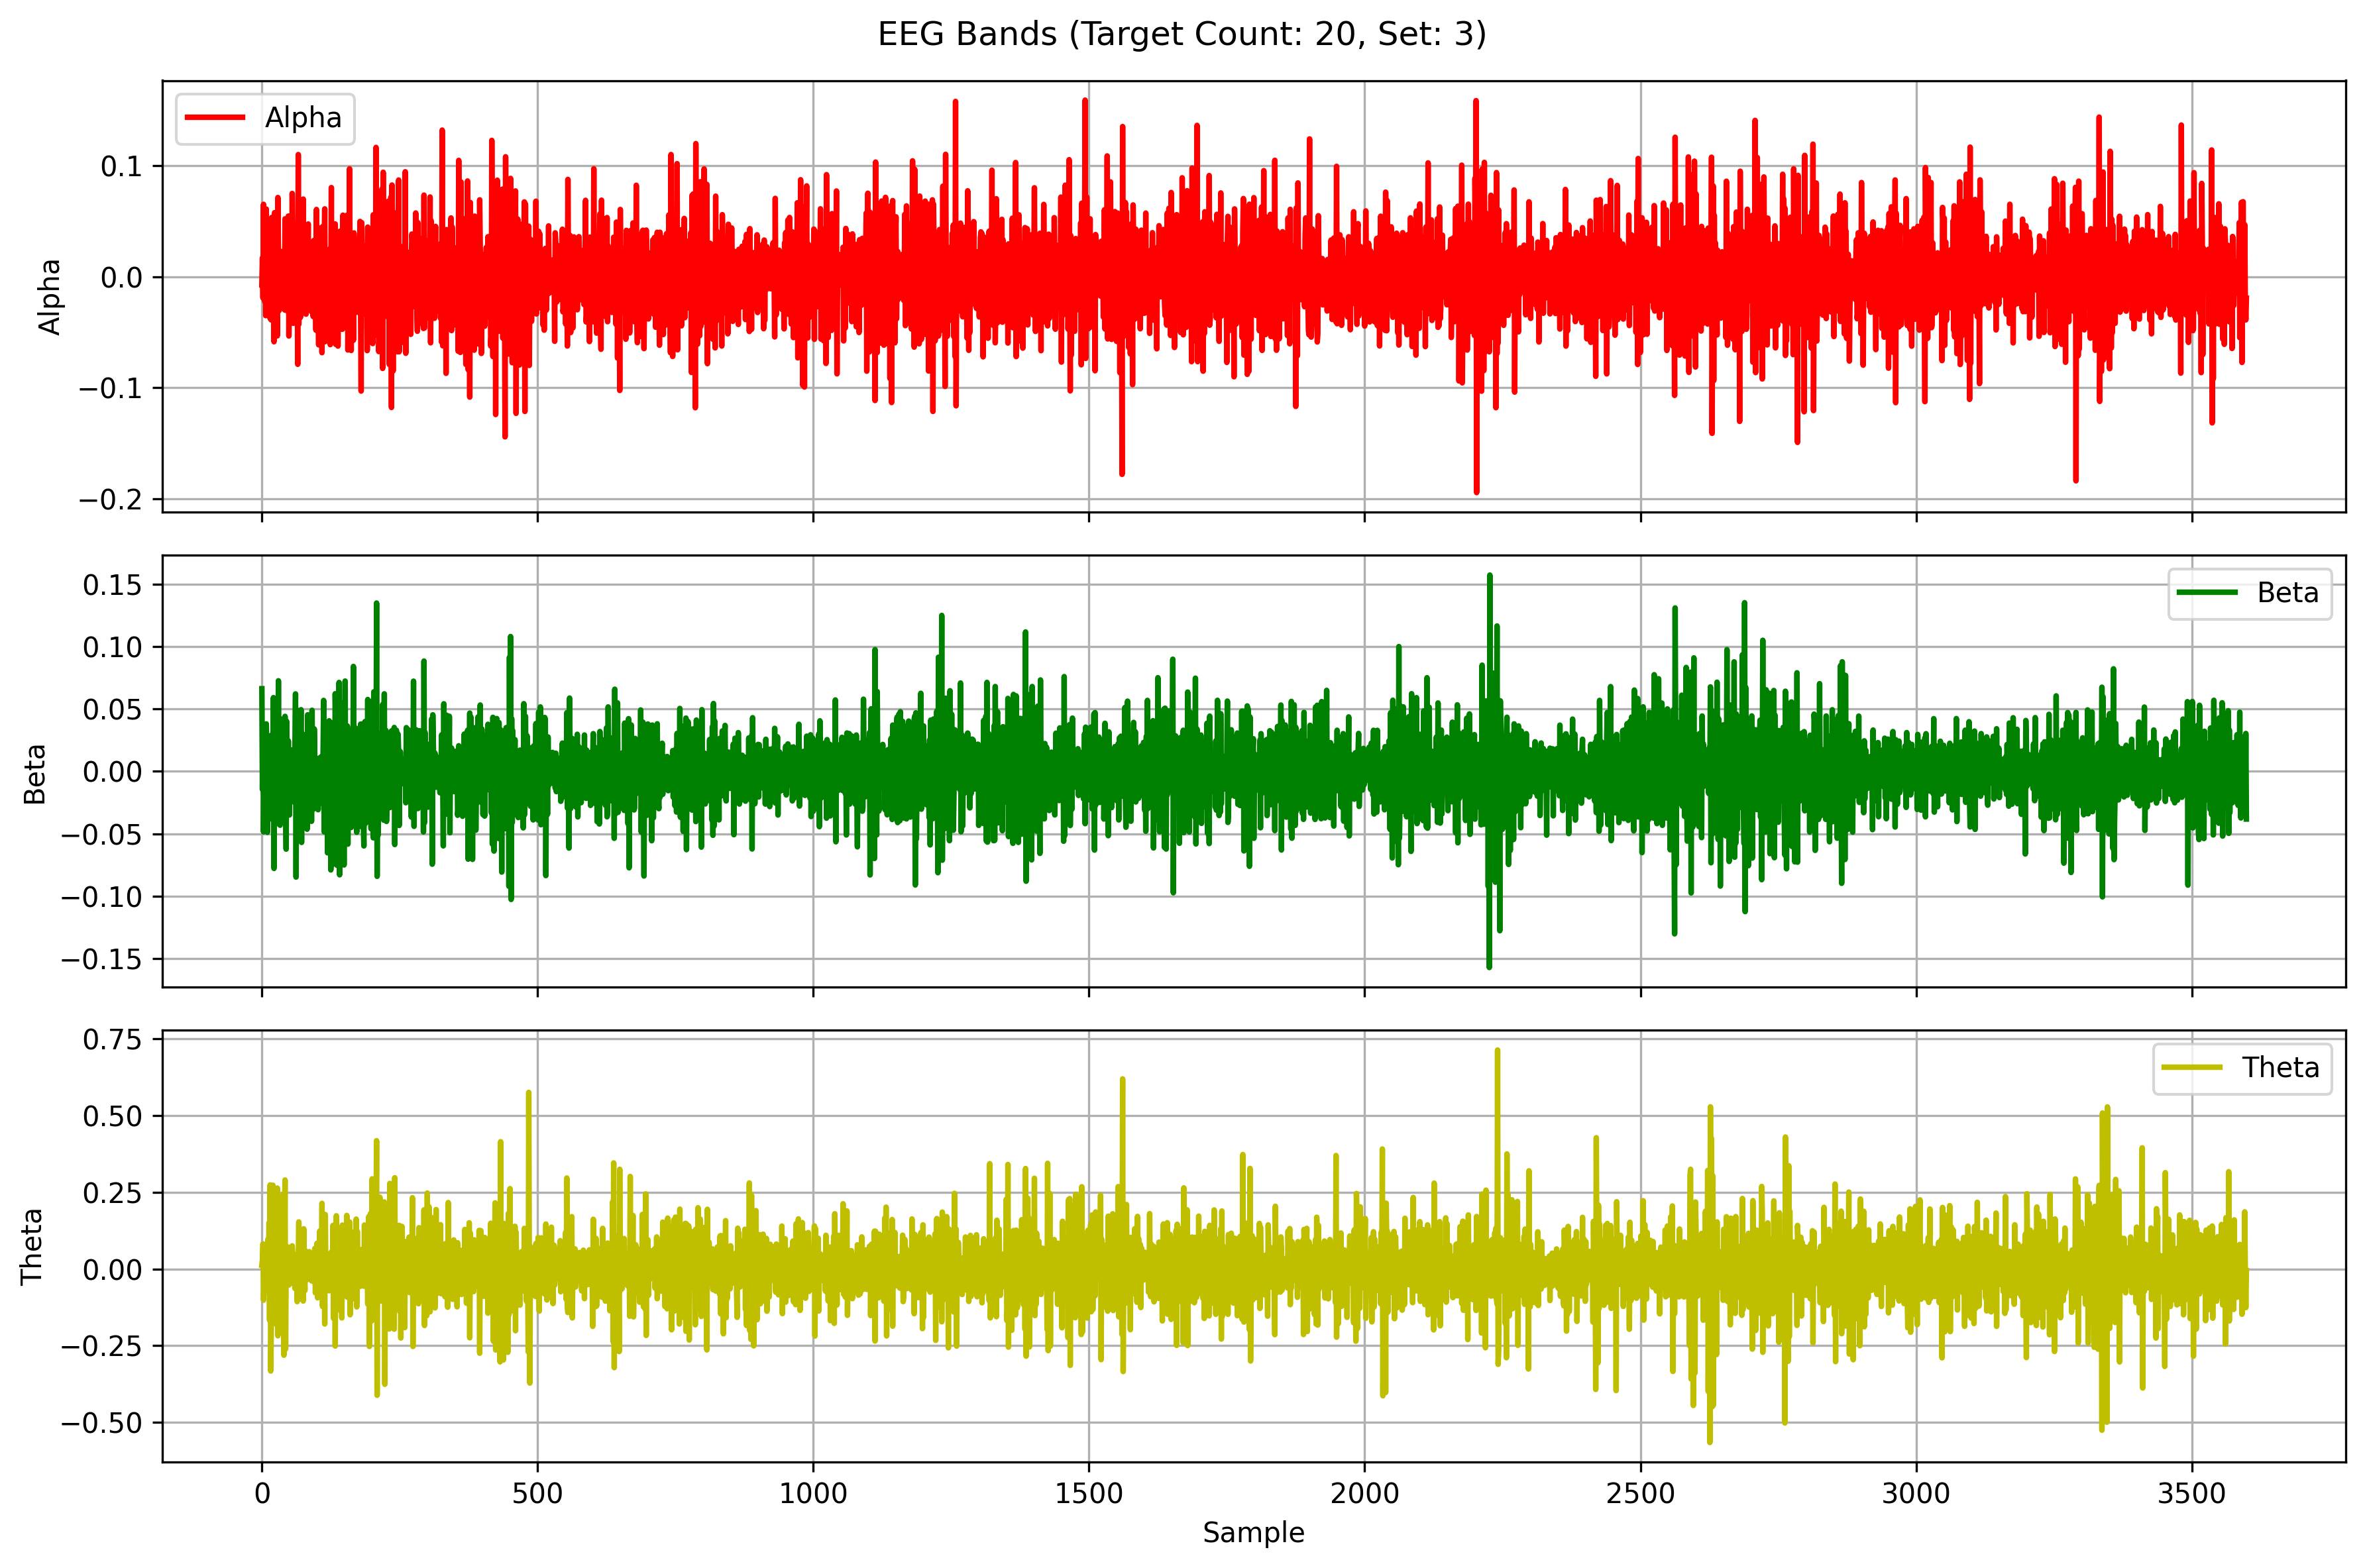 EEG Bands (Target Count: 20, Set: 3)
Alpha
0.1
0.0
−0.1
−0.2
Alpha
0.15
0.10
0.05
0.00
−0.05
−0.10
−0.15
Beta
Beta
0.75
0.50
0.25
0.00
−0.25
−0.50
Theta
Theta
0 500 1000 1500 2000 2500 3000 3500
Sample